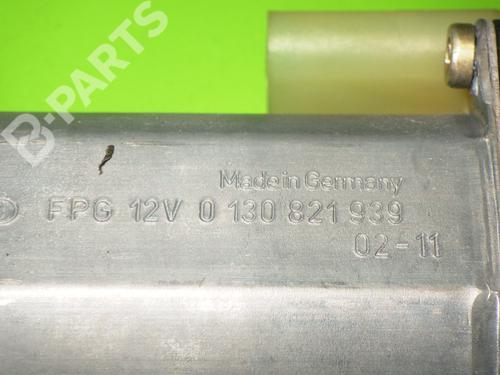 B-PARTS
Made in Germany
FPG 12V 0 130 821 939
02-11